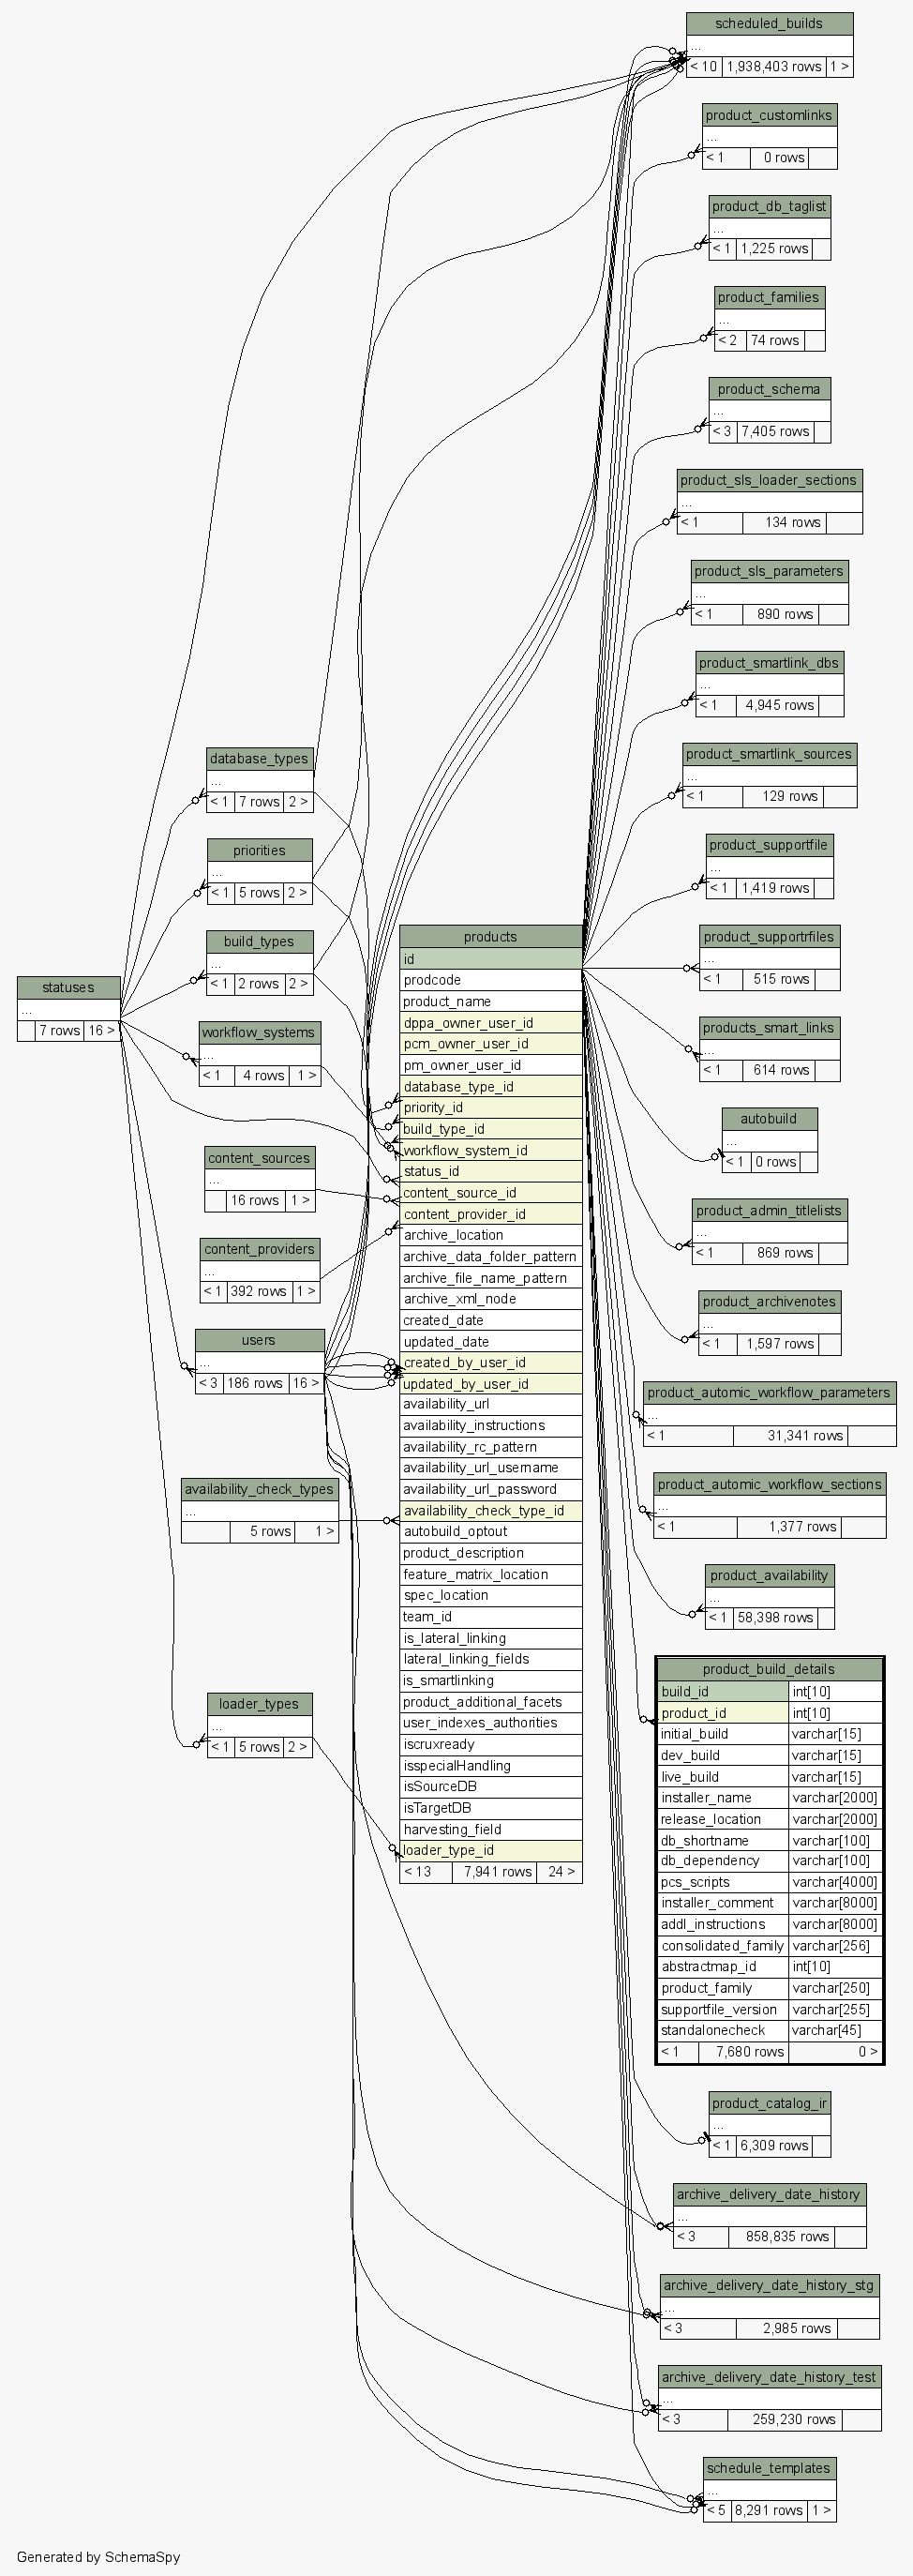 scheduled_builds
...
< 10 1,938,403 rows 1 >
product_customlinks
...
< 1 0 rows
product_db_taglist
...
< 1 1,225 rows
product_families
...
< 2 74 rows
product_schema
...
< 3 7,405 rows
product_sls_loader_sections
...
< 1 134 rows
product_sls_parameters
...
< 1 890 rows
product_smartlink_dbs
...
< 1 4,945 rows
product_smartlink_sources
...
< 1 129 rows
product_supportfile
...
< 1 1,419 rows
product_supportrfiles
...
< 1 515 rows
products_smart_links
...
< 1 614 rows
autobuild
...
< 1 0 rows
product_admin_titlelists
...
< 1 869 rows
product_archivenotes
...
< 1 1,597 rows
product_automic_workflow_parameters
...
< 1 31,341 rows
product_automic_workflow_sections
...
< 1 1,377 rows
product_availability
...
< 1 58,398 rows
product_build_details
build_id int[10]
product_id int[10]
initial_build varchar[15]
dev_build varchar[15]
live_build varchar[15]
installer_name varchar[2000]
release_location varchar[2000]
db_shortname varchar[100]
db_dependency varchar[100]
pcs_scripts varchar[4000]
installer_comment varchar[8000]
addl_instructions varchar[8000]
consolidated_family varchar[256]
abstractmap_id int[10]
product_family varchar[250]
supportfile_version varchar[255]
standalonecheck varchar[45]
< 1 7,680 rows 0 >
product_catalog_ir
...
< 1 6,309 rows
archive_delivery_date_history
...
< 3 858,835 rows
archive_delivery_date_history_stg
...
< 3 2,985 rows
archive_delivery_date_history_test
...
< 3 259,230 rows
schedule_templates
...
< 5 8,291 rows 1 >
database_types
...
< 1 7 rows 2 >
priorities
...
< 1 5 rows 2 >
build_types
...
< 1 2 rows 2 >
statuses
...
7 rows 16 >
workflow_systems
...
< 1 4 rows 1 >
content_sources
...
16 rows 1 >
content_providers
...
< 1 392 rows 1 >
users
...
< 3 186 rows 16 >
availability_check_types
...
5 rows 1 >
loader_types
...
< 1 5 rows 2 >
products
id
prodcode
product_name
dppa_owner_user_id
pcm_owner_user_id
pm_owner_user_id
database_type_id
priority_id
build_type_id
workflow_system_id
status_id
content_source_id
content_provider_id
archive_location
archive_data_folder_pattern
archive_file_name_pattern
archive_xml_node
created_date
updated_date
created_by_user_id
updated_by_user_id
availability_url
availability_instructions
availability_rc_pattern
availability_url_username
availability_url_password
availability_check_type_id
autobuild_optout
product_description
feature_matrix_location
spec_location
team_id
is_lateral_linking
lateral_linking_fields
is_smartlinking
product_additional_facets
user_indexes_authorities
iscruxready
isspecialHandling
isSourceDB
isTargetDB
harvesting_field
loader_type_id
< 13 7,941 rows 24 >
Generated by SchemaSpy